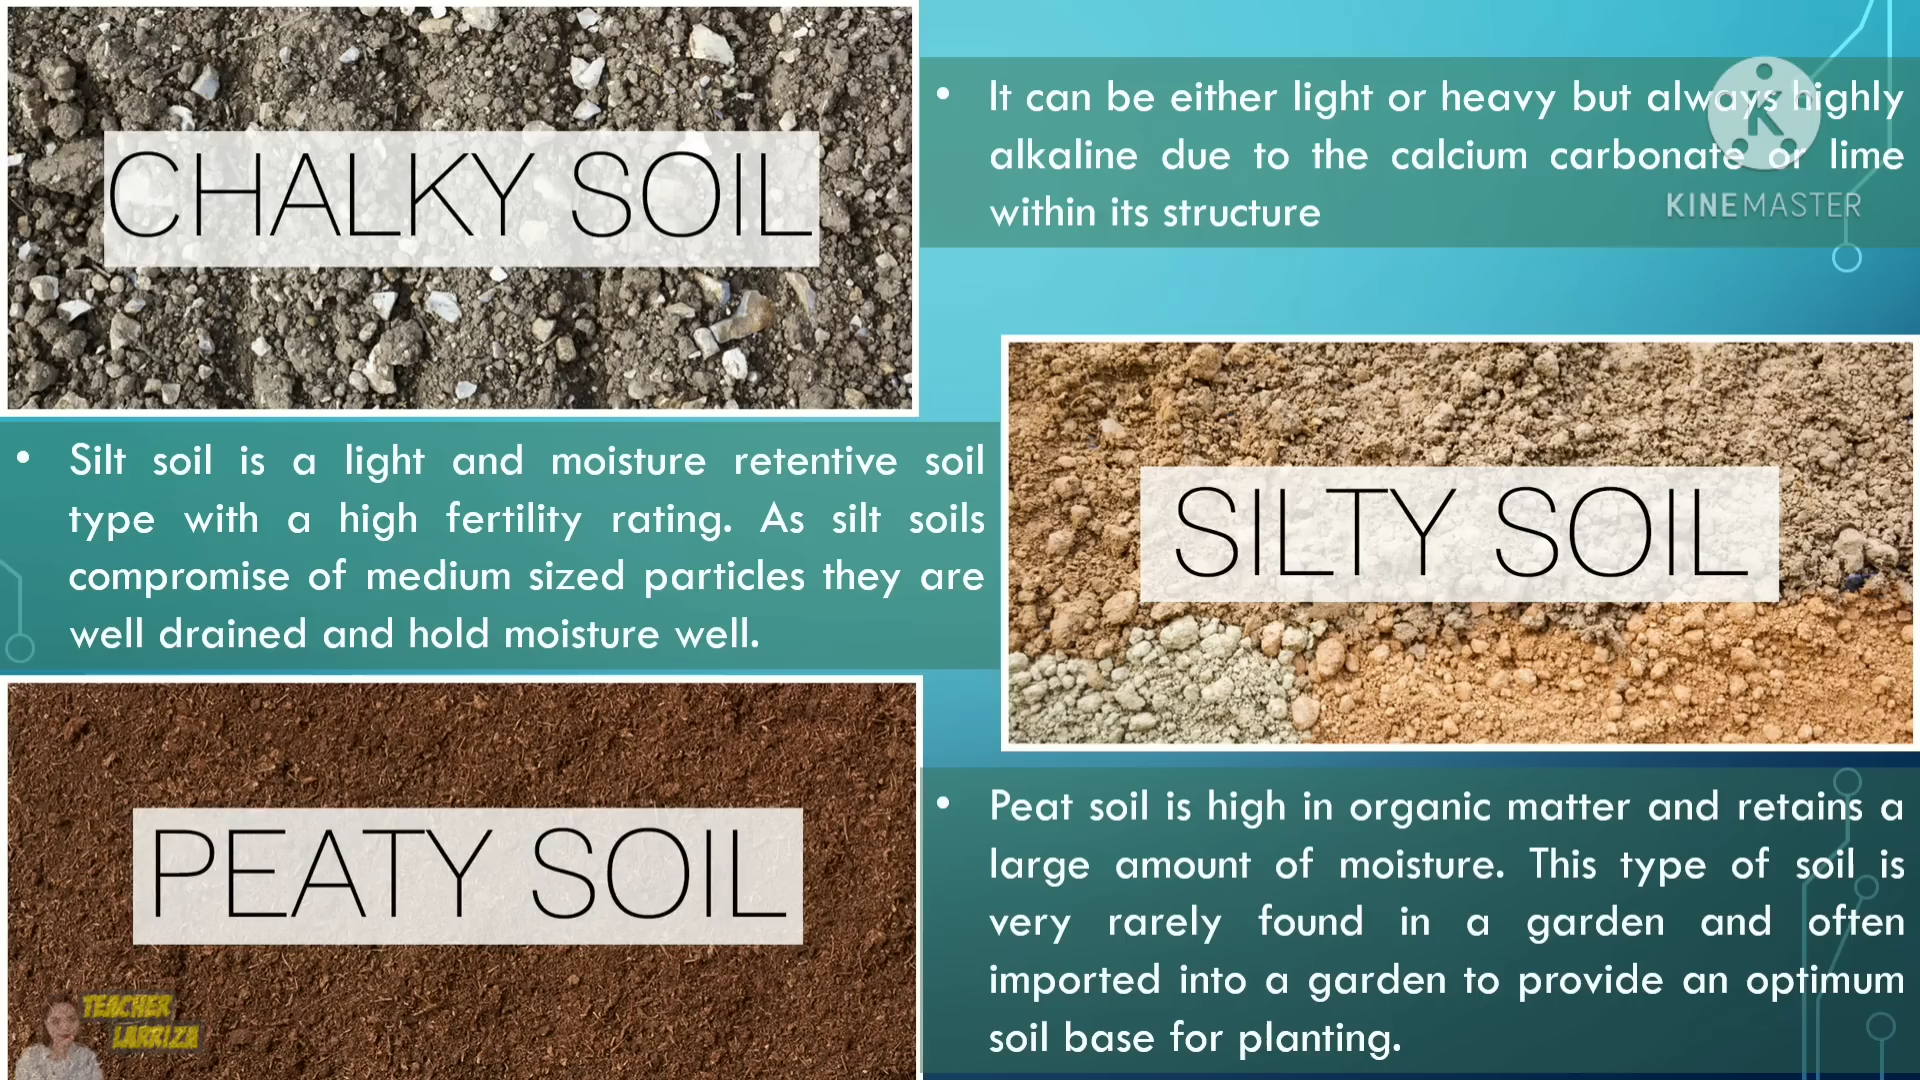 CHALKY SOIL
• It can be either light or heavy but always highly
alkaline due to the calcium carbonate or lime
within its structure
KINEMASTER
• Silt soil is a light and moisture retentive soil
type with a high fertility rating. As silt soils
compromise of medium sized particles they are
well drained and hold moisture well.
SILTY SOIL
PEATY SOIL
• Peat soil is high in organic matter and retains a
large amount of moisture. This type of soil is
very rarely found in a garden and often
imported into a garden to provide an optimum
soil base for planting.
TEACHER
LARRIZA